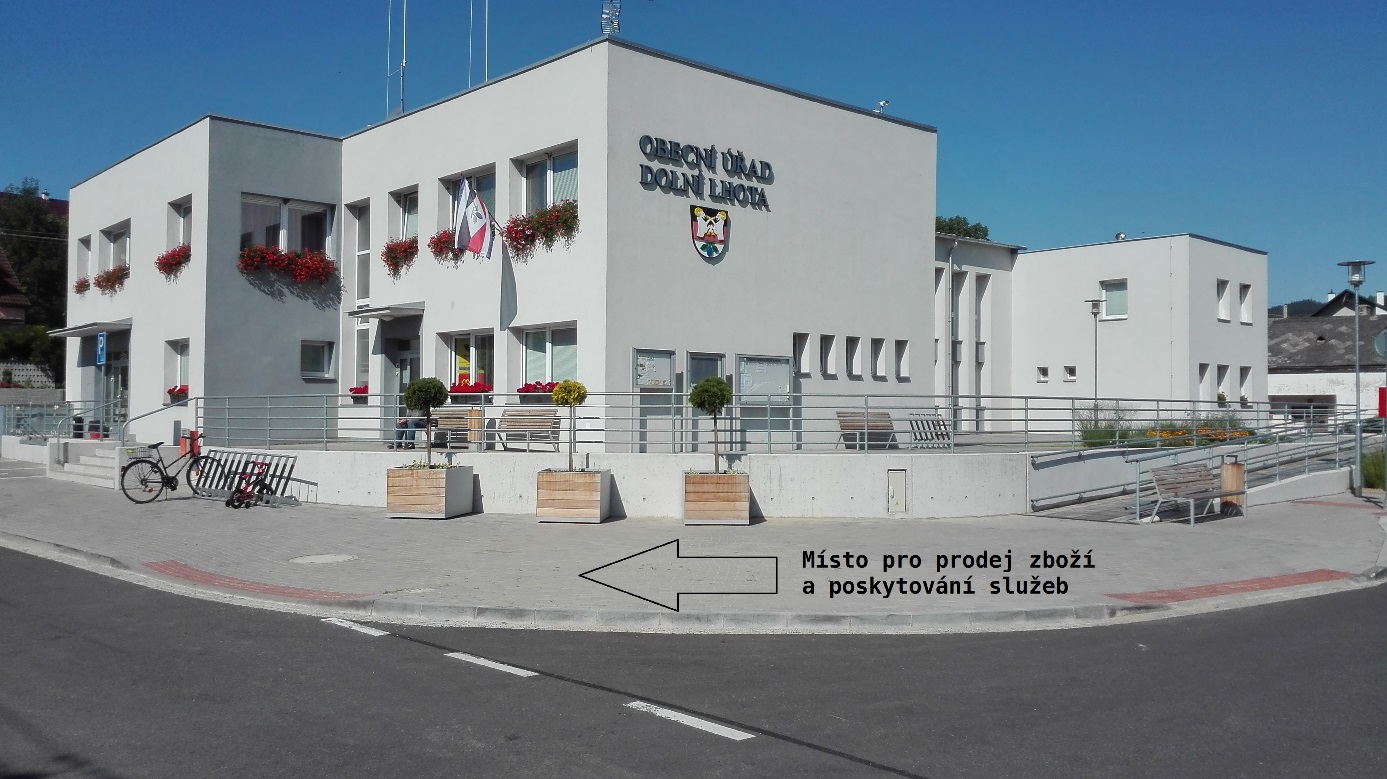 OBECNÍ ÚŘAD
DOLNÍ LHOTA
P
Místo pro prodej zboží
a poskytování služeb